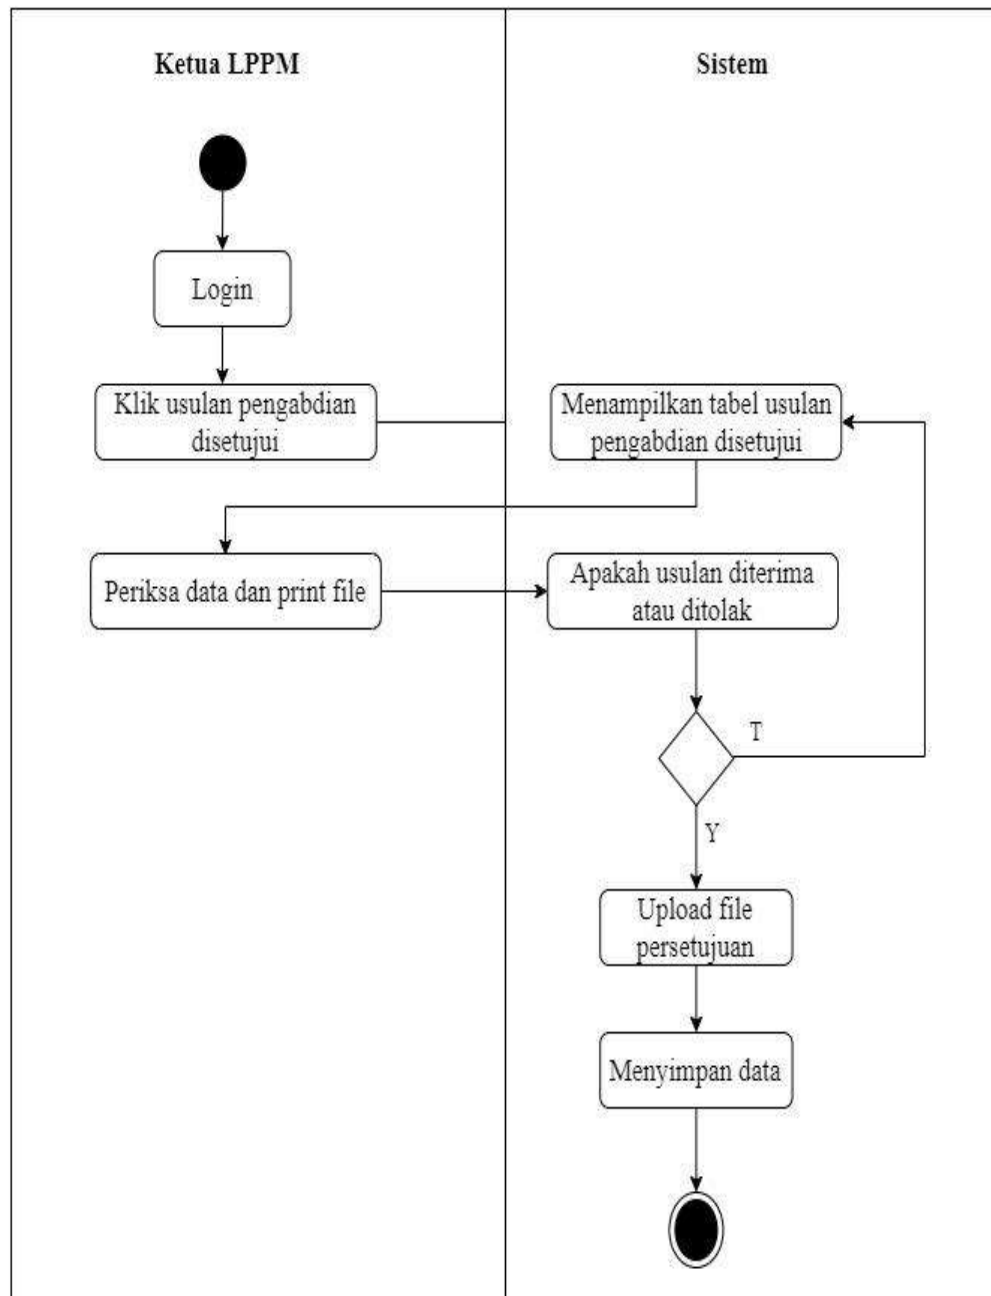 Ketua LPPM
Sistem
Login
Klik usulan pengabdian
disetujui
Menampilkan tabel usulan
pengabdian disetujui
Periksa data dan print file
Apakah usulan diterima
atau ditolak
T
Y
Upload file
persetujuan
Menyimpan data